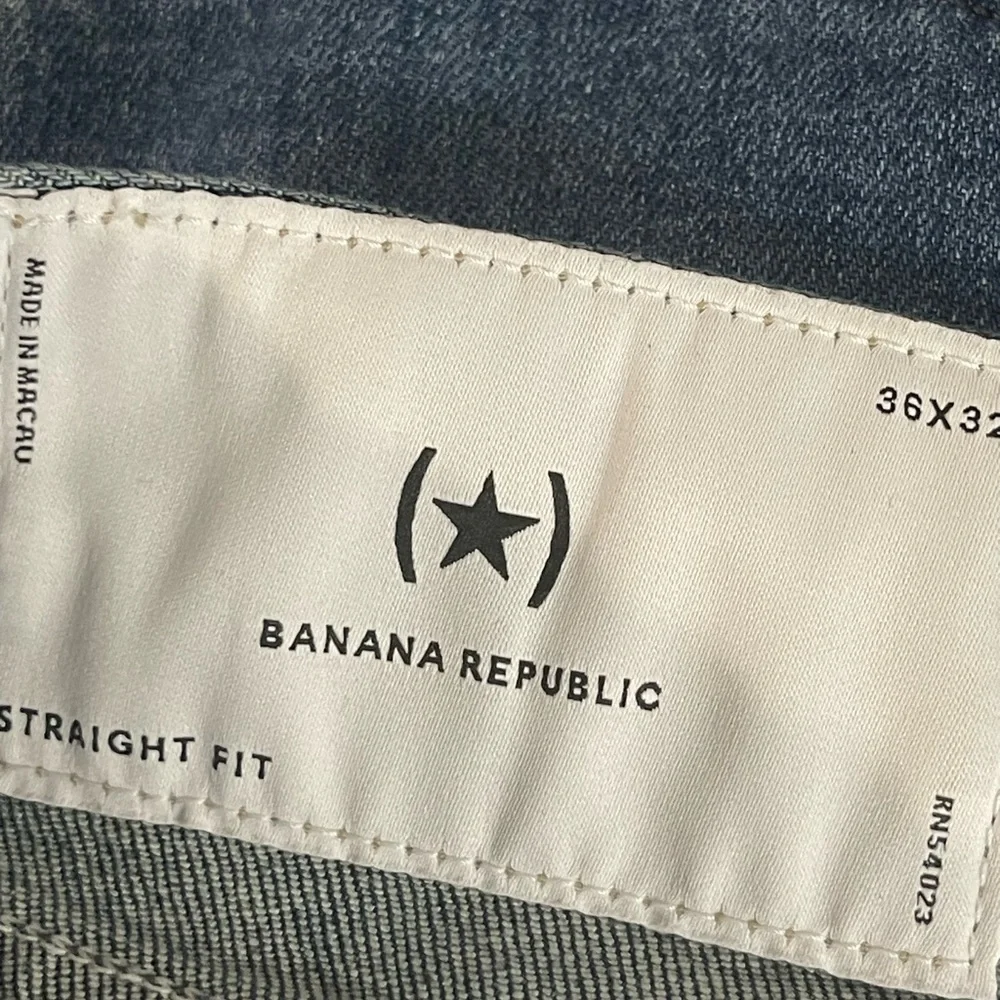 MADE IN MACAU
36X32
BANANA REPUBLIC
STRAIGHT FIT
RN54023